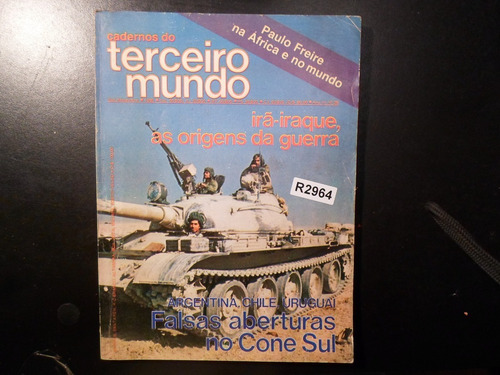 Paulo Freire
na África e no mundo
cadernos do
terceiro
mundo
irã-iraque,
as origens da guerra
R2964
ARGENTINA, CHILE, URUGUAI
Falsas aberturas
no Cone Sul